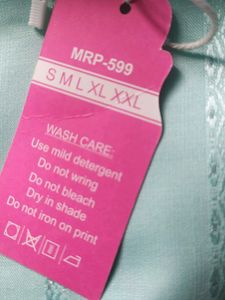 MRP-599
S M L XL XXL
WASH CARE:
Use mild detergent
Do not wring
Do not bleach
Dry in shade
Do not iron on print